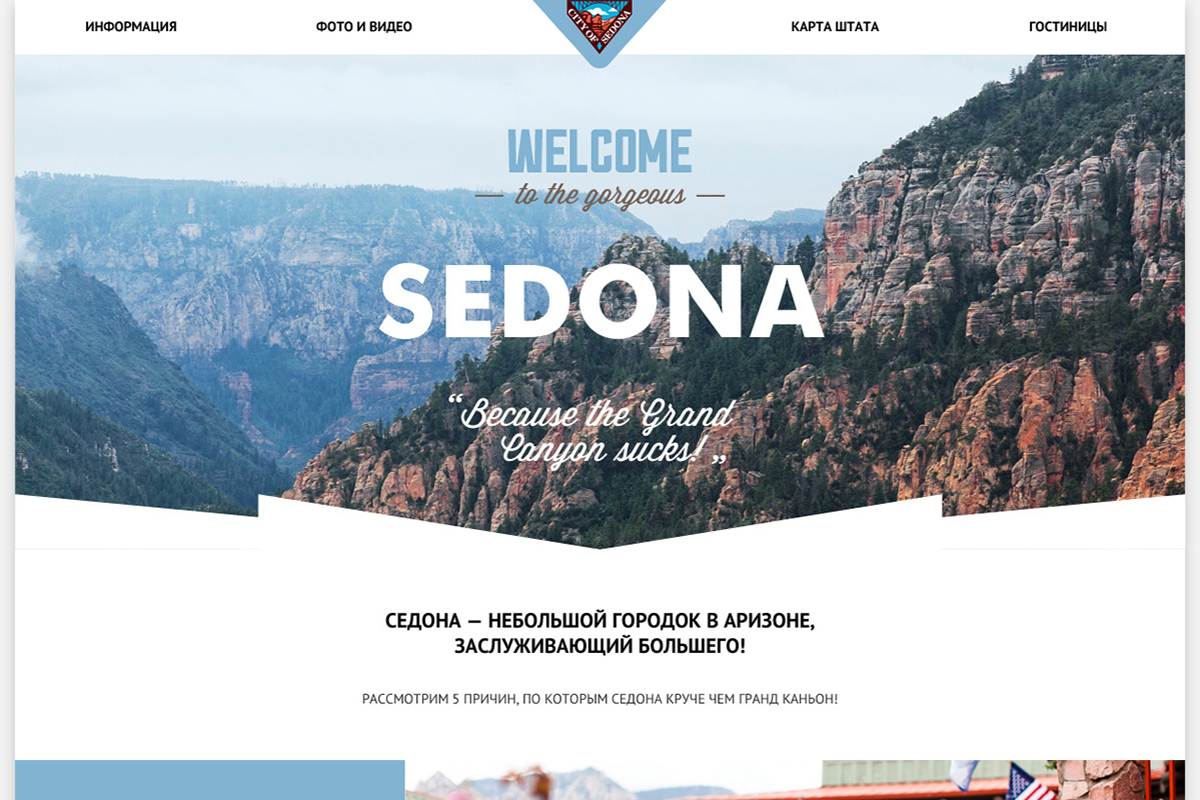 ИНФОРМАЦИЯ
ФОТО И ВИДЕО
CITY OF SEDONA
КАРТА ШТАТА
ГОСТИНИЦЫ
WELCOME
to the gorgeous
SEDONA
“Because the Grand
Canyon sucks! „
СЕДОНА — НЕБОЛЬШОЙ ГОРОДОК В АРИЗОНЕ,
ЗАСЛУЖИВАЮЩИЙ БОЛЬШЕГО!
РАССМОТРИМ 5 ПРИЧИН, ПО КОТОРЫМ СЕДОНА КРУЧЕ ЧЕМ ГРАНД КАНЬОН!